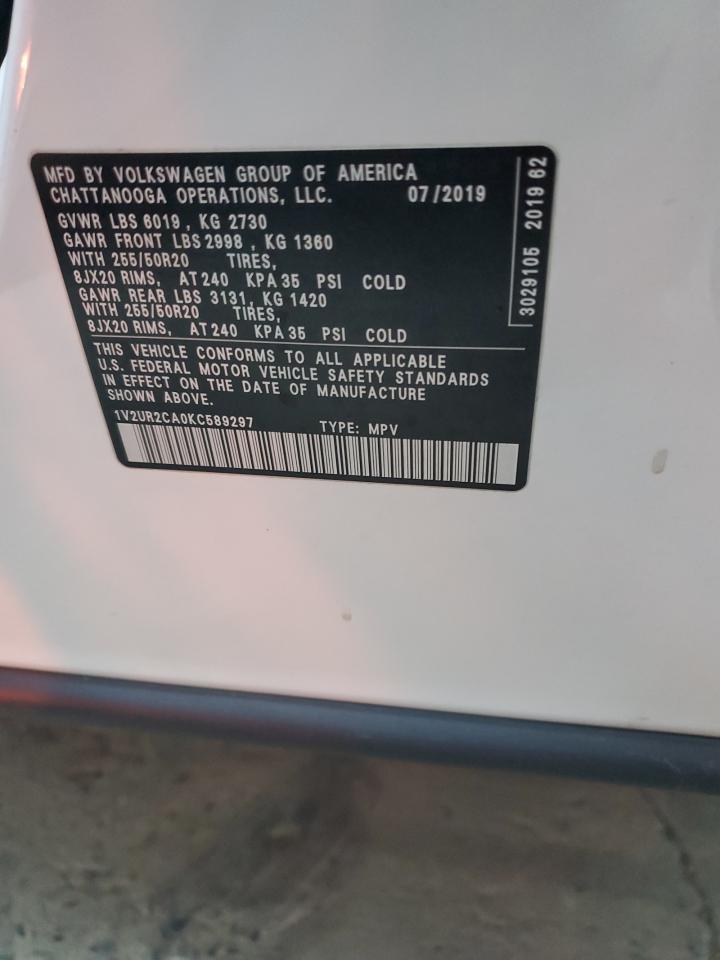 MFD BY VOLKSWAGEN GROUP OF AMERICA
CHATTANOOGA OPERATIONS, LLC. 07/2019
GVWR LBS 6019, KG 2730
GAWR FRONT LBS 2998, KG 1360
WITH 255/50R20 TIRES,
8JX20 RIMS, AT 240 KPA 35 PSI COLD
GAWR REAR LBS 3131, KG 1420
WITH 255/50R20 TIRES,
8JX20 RIMS, AT 240 KPA 35 PSI COLD
THIS VEHICLE CONFORMS TO ALL APPLICABLE
U.S. FEDERAL MOTOR VEHICLE SAFETY STANDARDS
IN EFFECT ON THE DATE OF MANUFACTURE
SHOWN ABOVE.
1V2UR2CA0KC589297 TYPE: MPV
3029105 2019 62